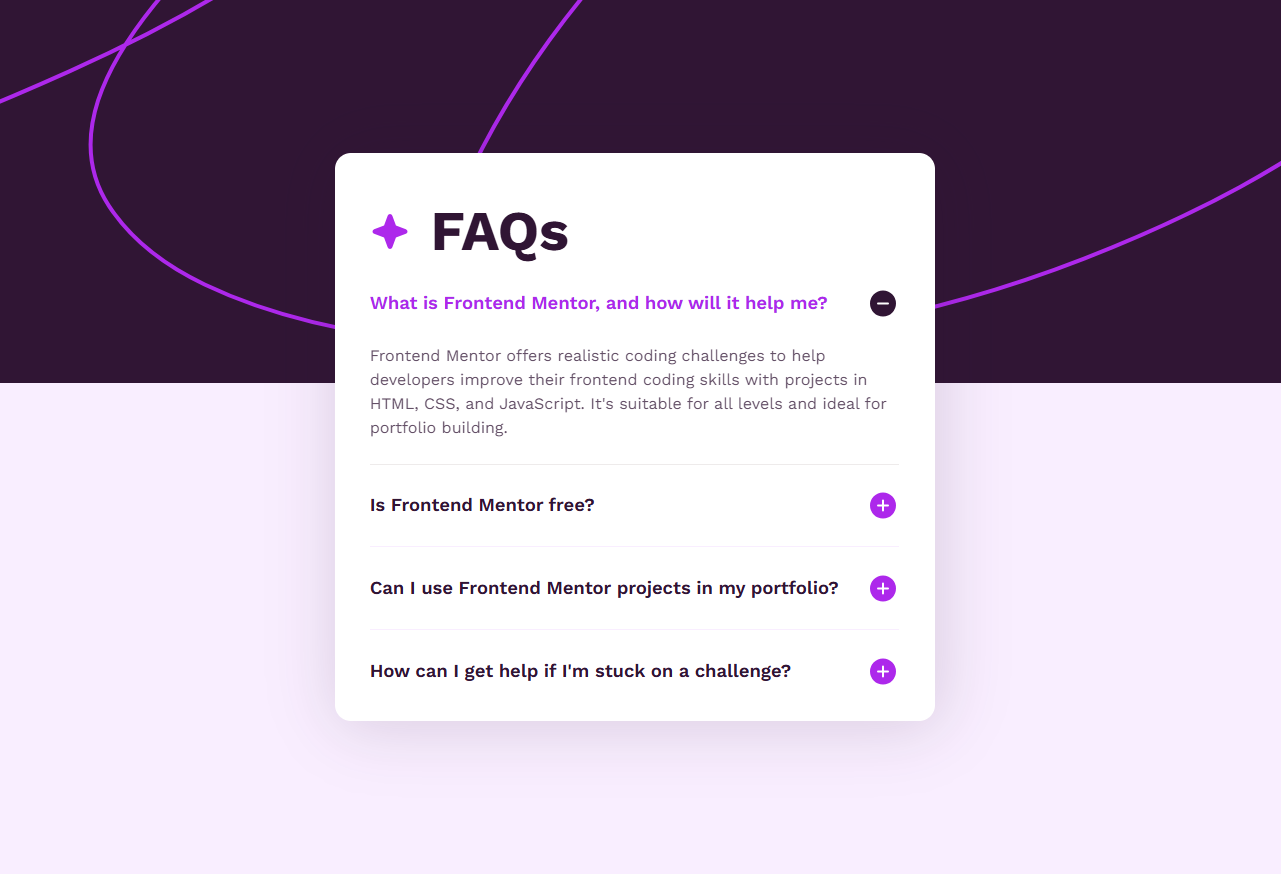 FAQs
What is Frontend Mentor, and how will it help me?
Frontend Mentor offers realistic coding challenges to help
developers improve their frontend coding skills with projects in
HTML, CSS, and JavaScript. It's suitable for all levels and ideal for
portfolio building.
Is Frontend Mentor free?
Can I use Frontend Mentor projects in my portfolio?
How can I get help if I'm stuck on a challenge?